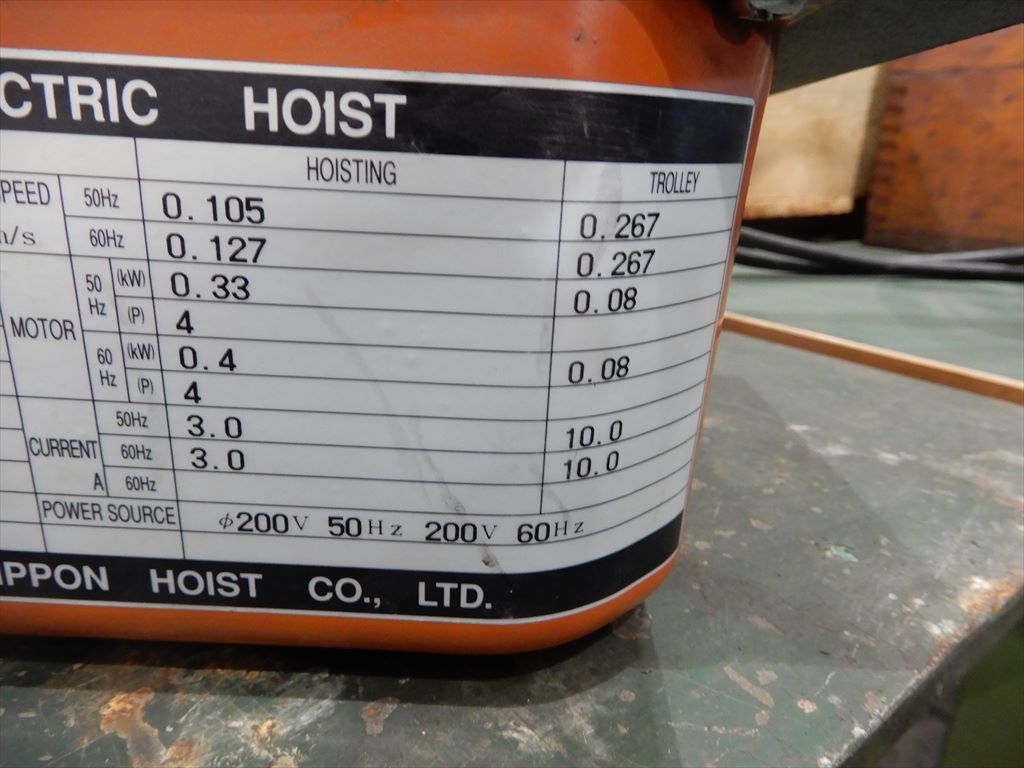 CTRIC HOIST
HOISTING TROLLEY
SPEED 50Hz 0.105 0.267
m/s 60Hz 0.127 0.267
MOTOR 50 Hz (kW) 0.33 0.08
(P) 4
60 Hz (kW) 0.4 0.08
(P) 4
CURRENT 50Hz 3.0 10.0
60Hz 3.0 10.0
A 60Hz
POWER SOURCE φ200V 50Hz 200V 60Hz
IPPON HOIST CO., LTD.